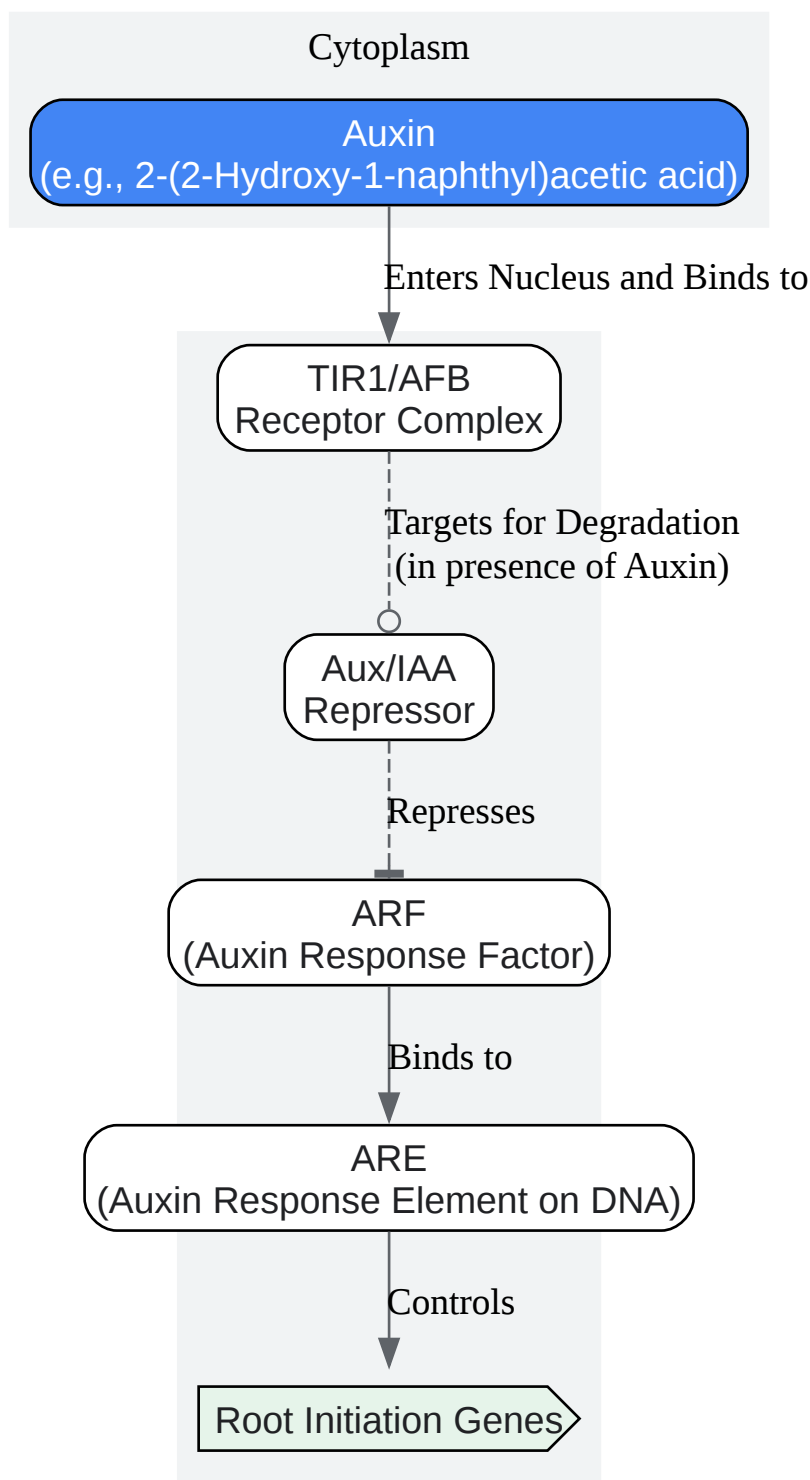 Cytoplasm
Auxin
(e.g., 2-(2-Hydroxy-1-naphthyl)acetic acid)
Enters Nucleus and Binds to
TIR1/AFB
Receptor Complex
Targets for Degradation
(in presence of Auxin)
Aux/IAA
Repressor
Represses
ARF
(Auxin Response Factor)
Binds to
ARE
(Auxin Response Element on DNA)
Controls
Root Initiation Genes